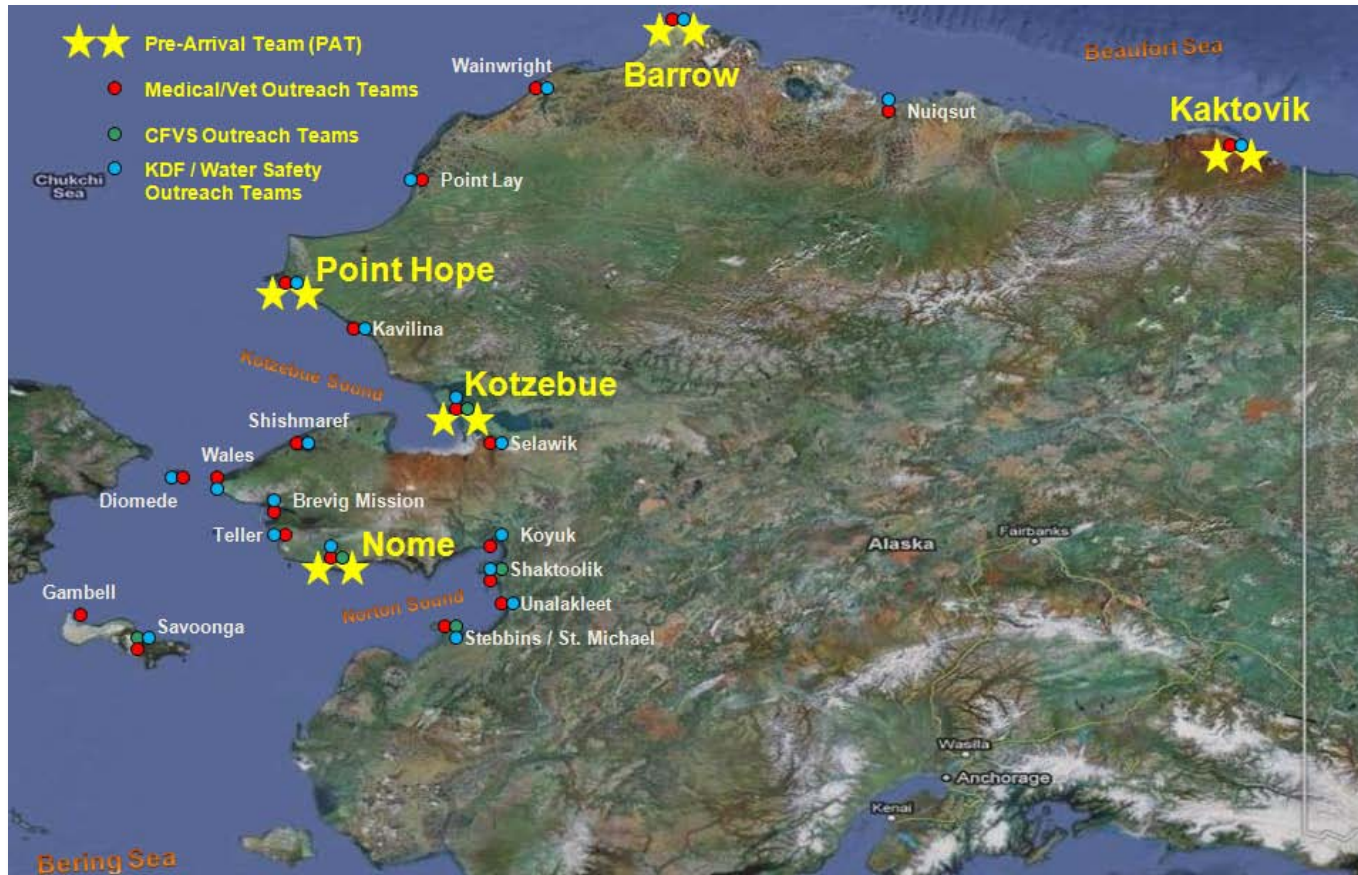 Pre-Arrival Team (PAT)
Medical/Vet Outreach Teams
CFVS Outreach Teams
KDF / Water Safety
Outreach Teams
Beaufort Sea
Wainwright
Barrow
Nuiqsut
Kaktovik
Chukchi
Sea
Point Lay
Point Hope
Kavilina
Kotzebue Sound
Kotzebue
Shishmaref
Selawik
Wales
Diomede
Brevig Mission
Teller
Nome
Koyuk
Fairbanks
Alaska
Shaktoolik
Gambell
Norton Sound
Unalakleet
Savoonga
Stebbins / St. Michael
Wasilla
Anchorage
Kenai
Bering Sea